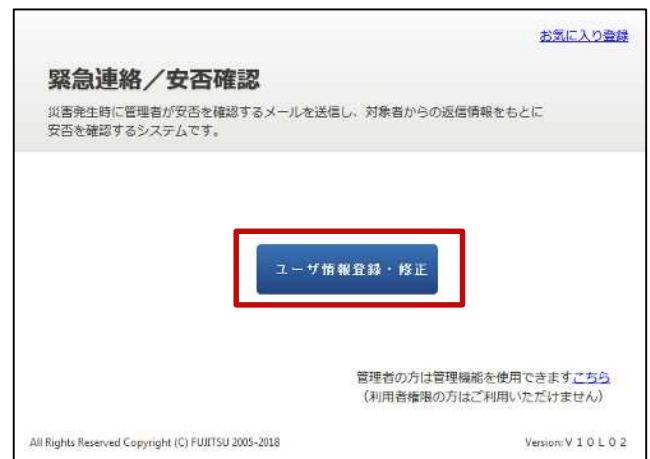 お気に入り登録
緊急連絡／安否確認
災害発生時に管理者が安否を確認するメールを送信し、対象者からの返信情報をもとに
安否を確認するシステムです。
ユーザ情報登録・修正
管理者の方は管理機能を使用できますこちら
（利用者権限の方はご利用いただけません）
All Rights Reserved Copyright (C) FUJITSU 2005-2018
Version:V１０L０２